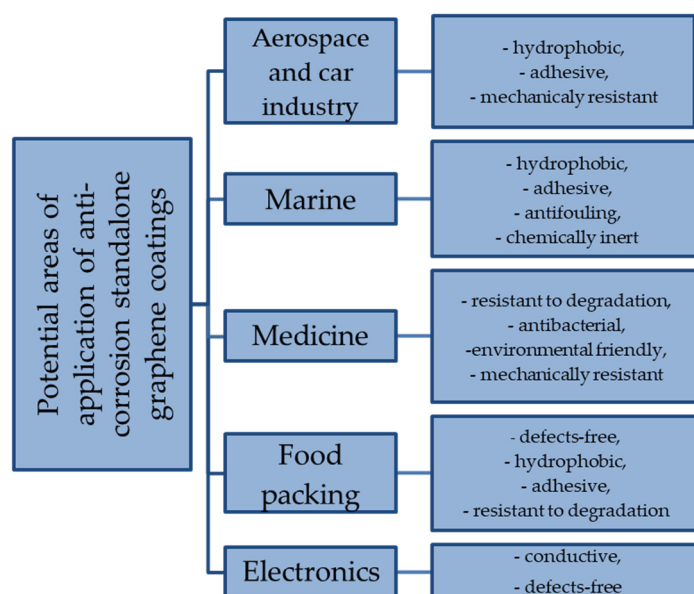 Potential areas of
application of anti-
corrosion standalone
graphene coatings
Aerospace
and car
industry
- hydrophobic,
- adhesive,
- mechanicaly resistant
Marine
- hydrophobic,
- adhesive,
- antifouling,
- chemically inert
Medicine
- resistant to degradation,
- antibacterial,
-environmental friendly,
- mechanically resistant
Food
packing
- defects-free,
- hydrophobic,
- adhesive,
- resistant to degradation
Electronics
- conductive,
- defects-free